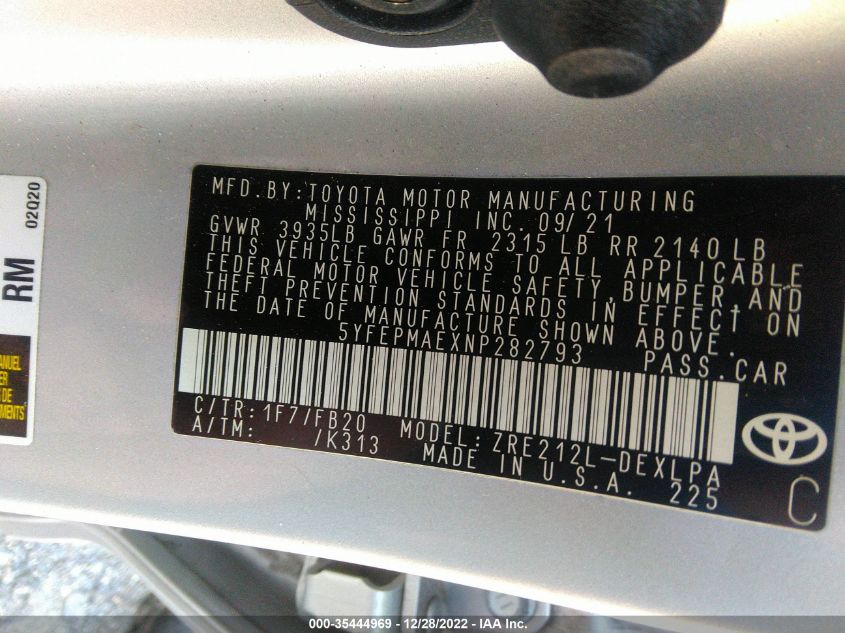 MFD.BY:TOYOTA MOTOR MANUFACTURING
MISSISSIPPI INC. 09/21
GVWR 3935LB GAWR FR 2315 LB RR 2140 LB
THIS VEHICLE CONFORMS TO ALL APPLICABLE
FEDERAL MOTOR VEHICLE SAFETY, BUMPER, AND
THEFT PREVENTION STANDARDS IN EFFECT ON
THE DATE OF MANUFACTURE SHOWN ABOVE.
5YFEPMAEXNP282793 PASS.CAR
C/TR: 1F7/FB20 MODEL: ZRE212L-DEXLPA
A/TM: /K313 MADE IN U.S.A. 225
C
RM
02Q20
MANUEL
DE
000-35444969 - 12/28/2022 - IAA Inc.